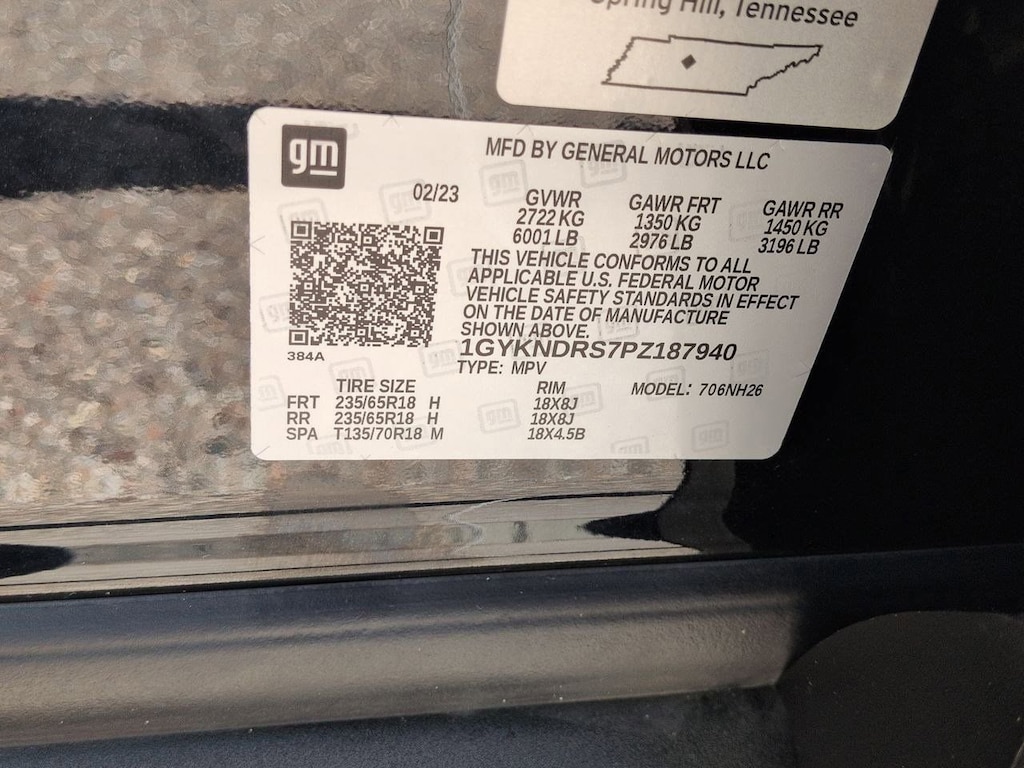 Spring Hill, Tennessee
gm
MFD BY GENERAL MOTORS LLC
02/23
GVWR
2722 KG
6001 LB
GAWR FRT
1350 KG
2976 LB
GAWR RR
1450 KG
3196 LB
THIS VEHICLE CONFORMS TO ALL
APPLICABLE U.S. FEDERAL MOTOR
VEHICLE SAFETY STANDARDS IN EFFECT
ON THE DATE OF MANUFACTURE
SHOWN ABOVE.
384A
1GYKNDRS7PZ187940
TYPE: MPV
TIRE SIZE RIM MODEL: 706NH26
FRT 235/65R18 H 18X8J
RR 235/65R18 H 18X8J
SPA T135/70R18 M 18X4.5B